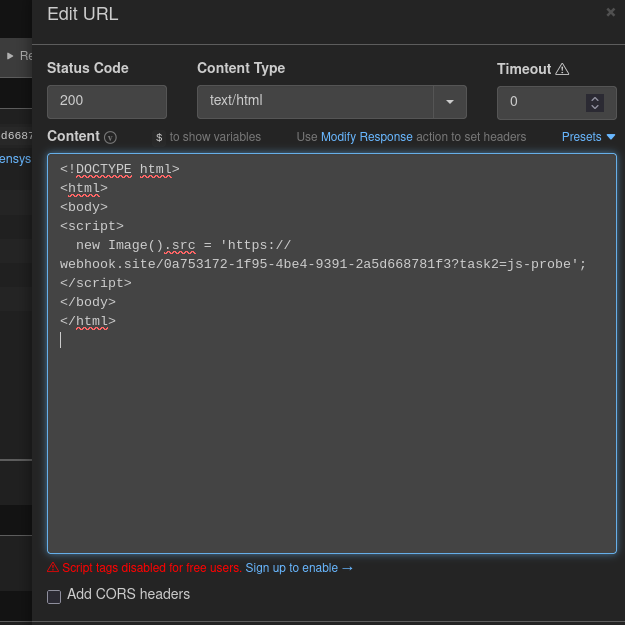 Edit URL
×
Re
Status Code
Content Type
Timeout
200
text/html
0
d6687
Content
v
$ to show variables
Use Modify Response action to set headers
Presets
ensys
<!DOCTYPE html>
<html>
<body>
<script>
new Image().src = 'https://
webhook.site/0a753172-1f95-4be4-9391-2a5d668781f3?task2=js-probe';
</script>
</body>
</html>
Script tags disabled for free users. Sign up to enable →
Add CORS headers